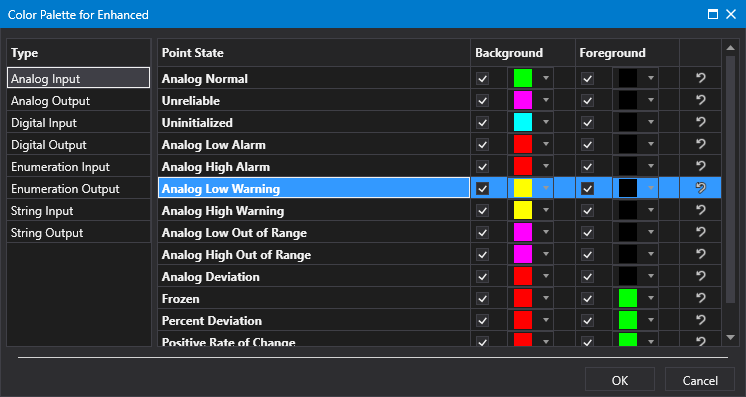 Color Palette for Enhanced
Type
Point State
Background
Foreground
Analog Input
Analog Output
Digital Input
Digital Output
Enumeration Input
Enumeration Output
String Input
String Output
Analog Normal
Unreliable
Uninitialized
Analog Low Alarm
Analog High Alarm
Analog Low Warning
Analog High Warning
Analog Low Out of Range
Analog High Out of Range
Analog Deviation
Frozen
Percent Deviation
Positive Rate of Change
OK
Cancel